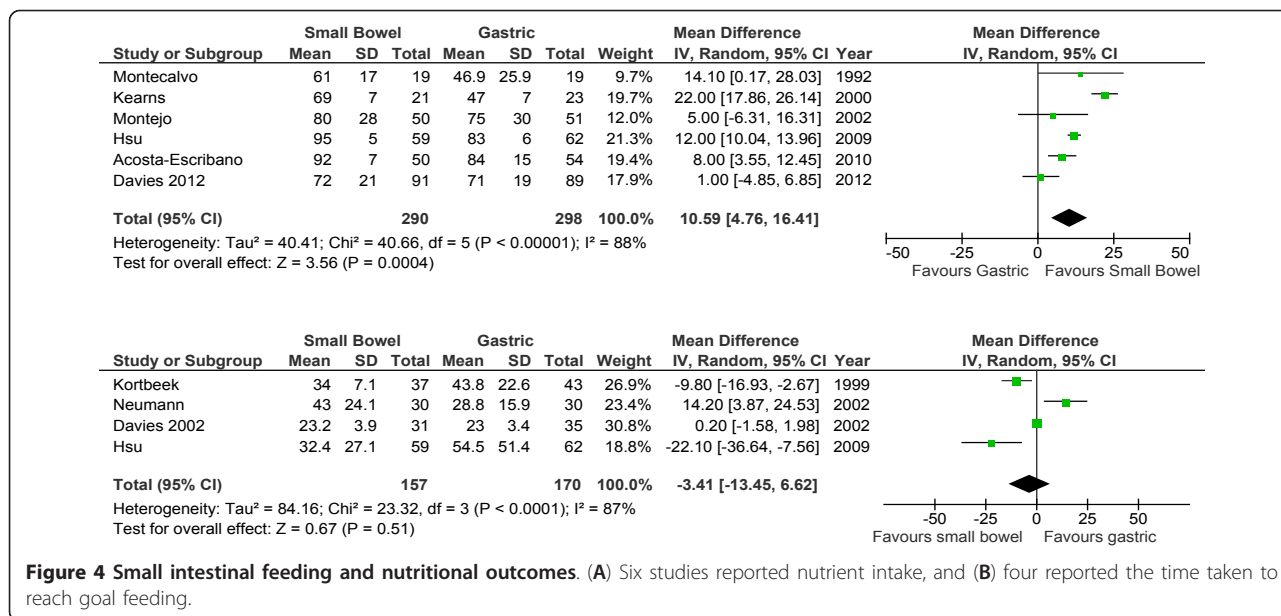 Small Bowel Gastric Mean Difference Mean Difference
Study or Subgroup Mean SD Total Mean SD Total Weight IV, Random, 95% CI Year IV, Random, 95% CI
Montecalvo 61 17 19 46.9 25.9 19 9.7% 14.10 [0.17, 28.03] 1992
Kearns 69 7 21 47 7 23 19.7% 22.00 [17.86, 26.14] 2000
Montejo 80 28 50 75 30 51 12.0% 5.00 [-6.31, 16.31] 2002
Hsu 95 5 59 83 6 62 21.3% 12.00 [10.04, 13.96] 2009
Acosta-Escribano 92 7 50 84 15 54 19.4% 8.00 [3.55, 12.45] 2010
Davies 2012 72 21 91 71 19 89 17.9% 1.00 [-4.85, 6.85] 2012
Total (95% CI) 290 298 100.0% 10.59 [4.76, 16.41]
Heterogeneity: Tau² = 40.41; Chi² = 40.66, df = 5 (P < 0.00001); I² = 88%
Test for overall effect: Z = 3.56 (P = 0.0004)
-50 -25 0 25 50
Favours Gastric Favours Small Bowel
Small Bowel Gastric Mean Difference Mean Difference
Study or Subgroup Mean SD Total Mean SD Total Weight IV, Random, 95% CI Year IV, Random, 95% CI
Kortbeek 34 7.1 37 43.8 22.6 43 26.9% -9.80 [-16.93, -2.67] 1999
Neumann 43 24.1 30 28.8 15.9 30 23.4% 14.20 [3.87, 24.53] 2002
Davies 2002 23.2 3.9 31 23 3.4 35 30.8% 0.20 [-1.58, 1.98] 2002
Hsu 32.4 27.1 59 54.5 51.4 62 18.8% -22.10 [-36.64, -7.56] 2009
Total (95% CI) 157 170 100.0% -3.41 [-13.45, 6.62]
Heterogeneity: Tau² = 84.16; Chi² = 23.32, df = 3 (P < 0.0001); I² = 87%
Test for overall effect: Z = 0.67 (P = 0.51)
-50 -25 0 25 50
Favours small bowel Favours gastric
Figure 4 Small intestinal feeding and nutritional outcomes. (A) Six studies reported nutrient intake, and (B) four reported the time taken to
reach goal feeding.